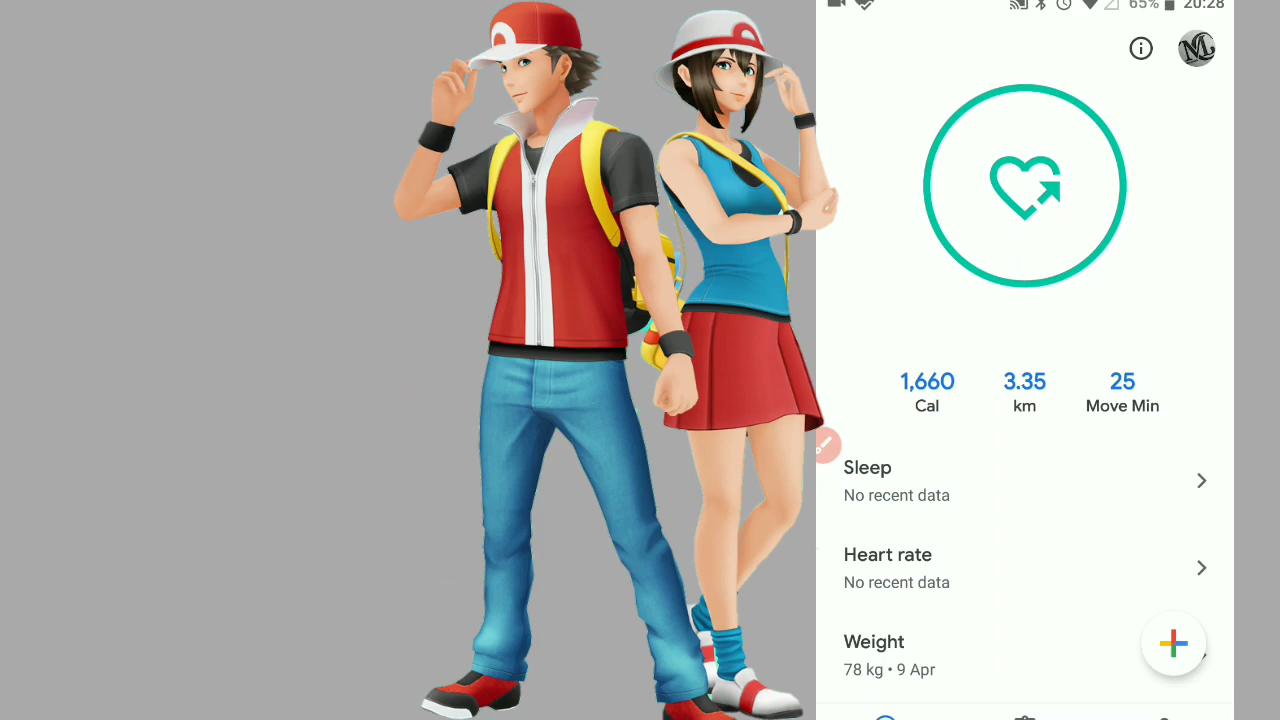 65% 20:28
1,660 3.35 25
Cal km Move Min
Sleep
No recent data
Heart rate
No recent data
Weight
78 kg • 9 Apr